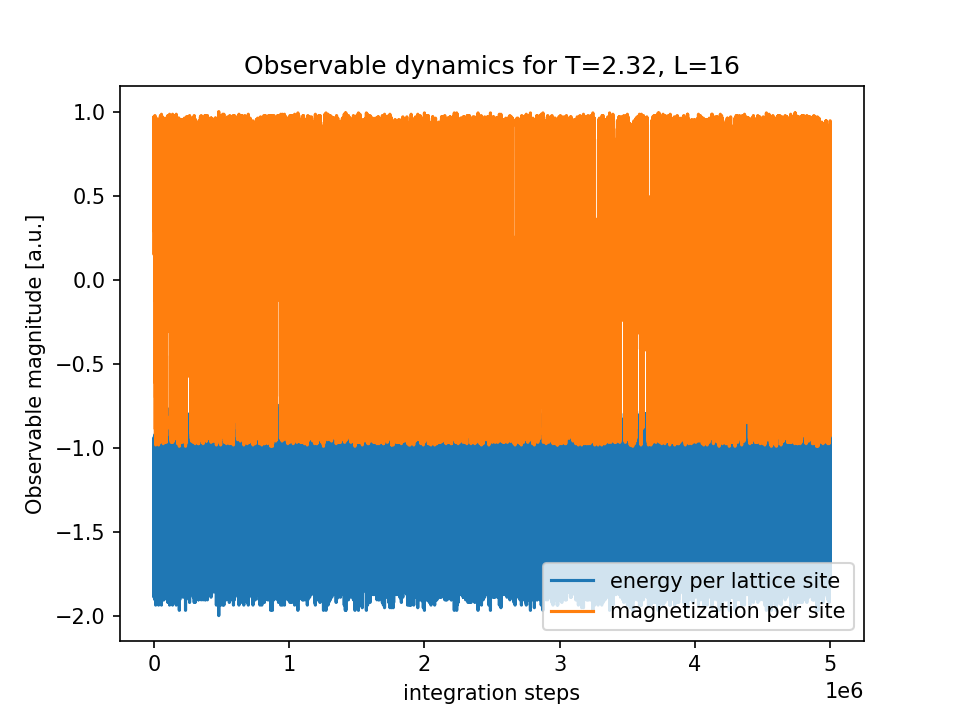 Observable dynamics for T=2.32, L=16
Observable magnitude [a.u.]
1.0
0.5
0.0
−0.5
−1.0
−1.5
−2.0
energy per lattice site
magnetization per site
0 1 2 3 4 5
1e6
integration steps